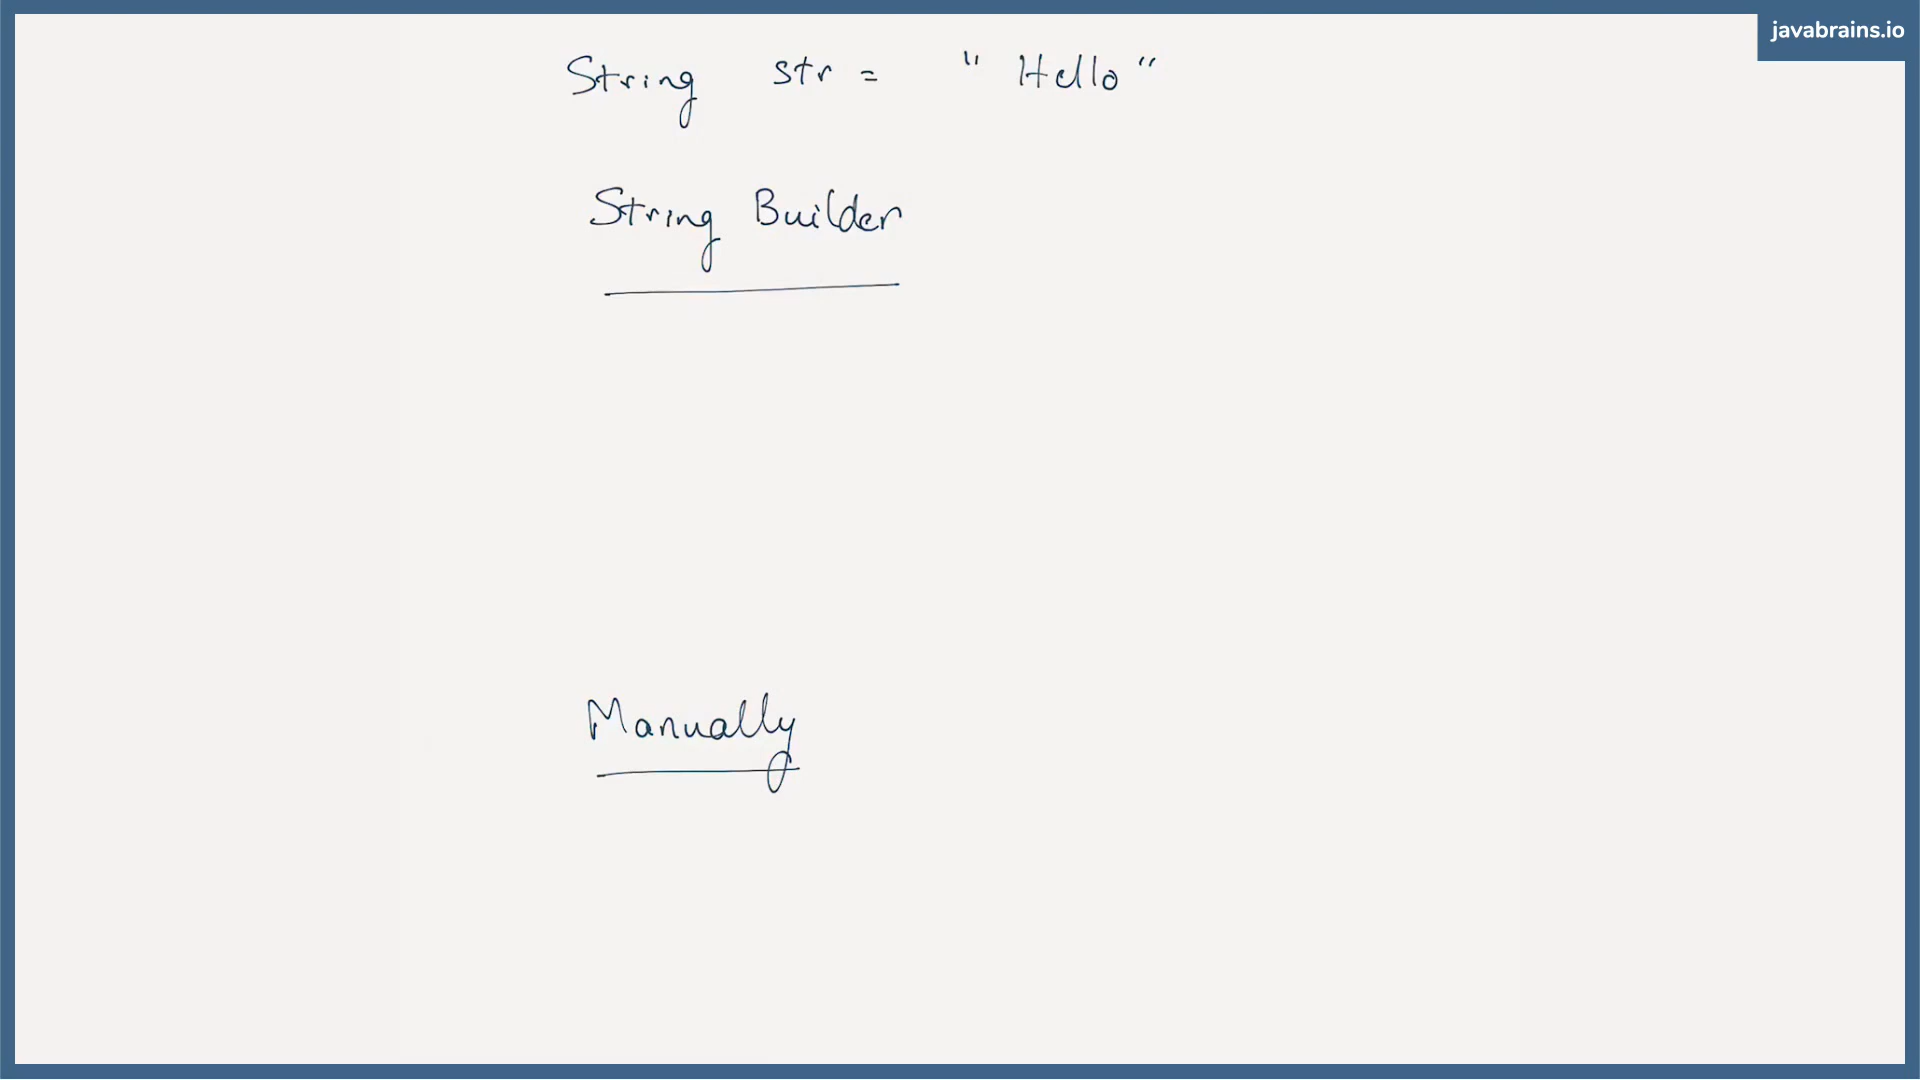 javabrains.io
String str = " Hello "
String Builder
Manually